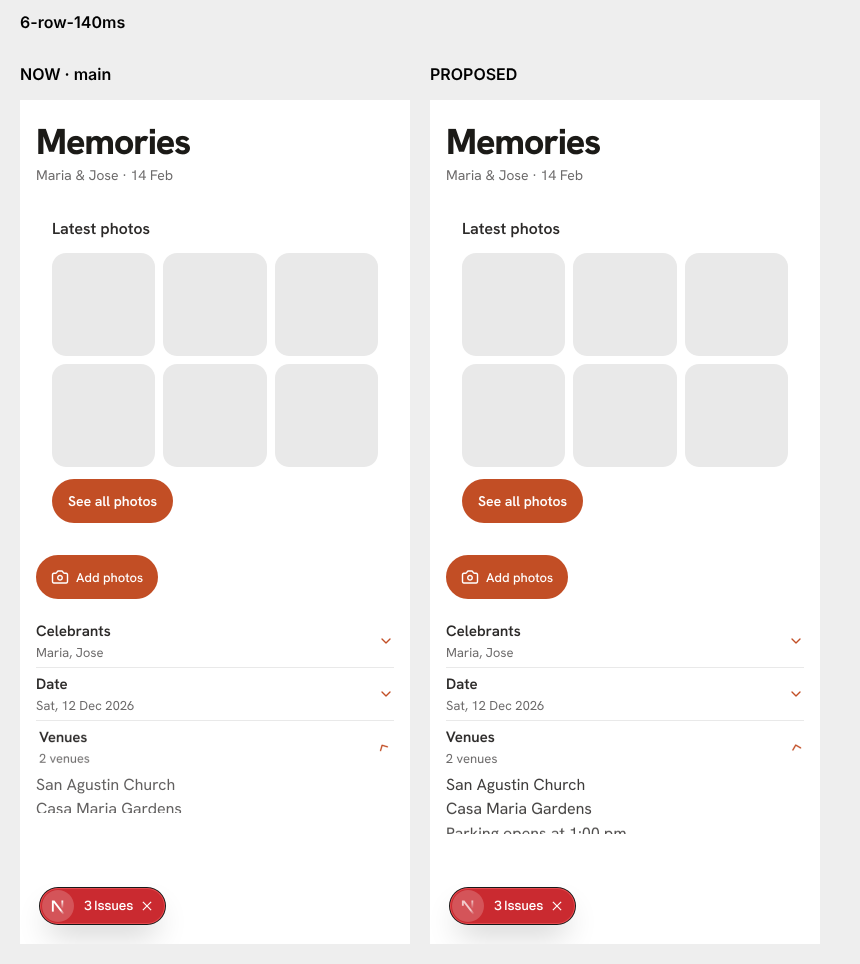 6-row-140ms
NOW · main
Memories
Maria & Jose · 14 Feb
Latest photos
See all photos
Add photos
Celebrants
Maria, Jose
Date
Sat, 12 Dec 2026
Venues
2 venues
San Agustin Church
Casa Maria Gardens
N
3 Issues
PROPOSED
Memories
Maria & Jose · 14 Feb
Latest photos
See all photos
Add photos
Celebrants
Maria, Jose
Date
Sat, 12 Dec 2026
Venues
2 venues
San Agustin Church
Casa Maria Gardens
Parking opens at 1:00 pm
N
3 Issues